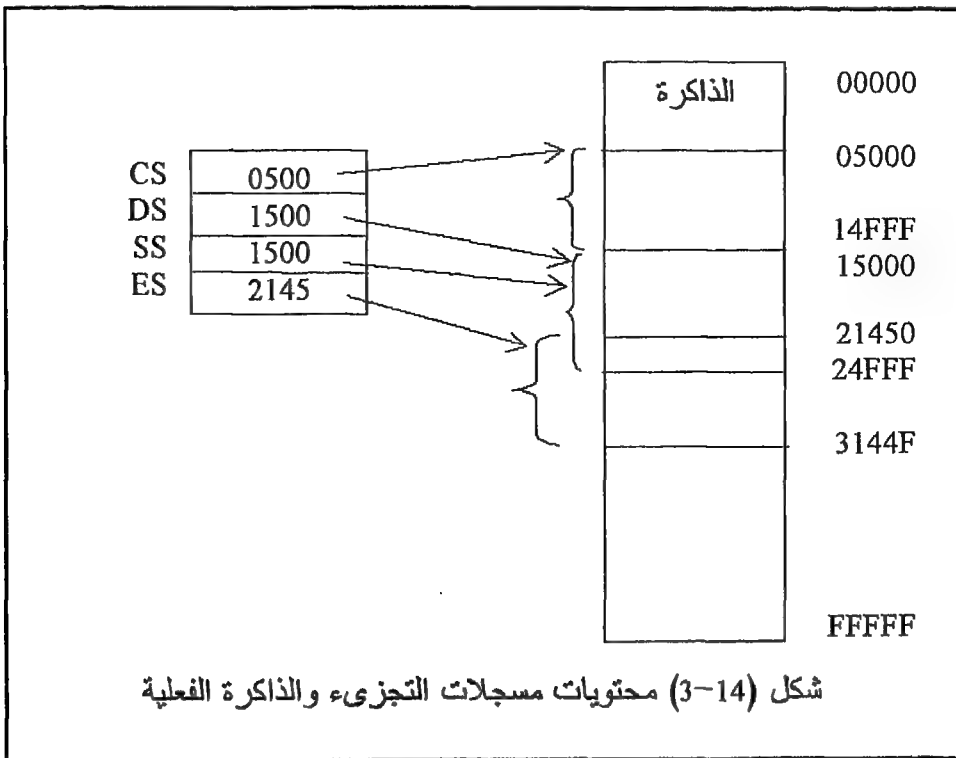 الذاكرة
00000
05000
14FFF
15000
21450
24FFF
3144F
FFFFF
CS 0500
DS 1500
SS 1500
ES 2145
شكل (3-14) محتويات مسجلات التجزىء والذاكرة الفعلية